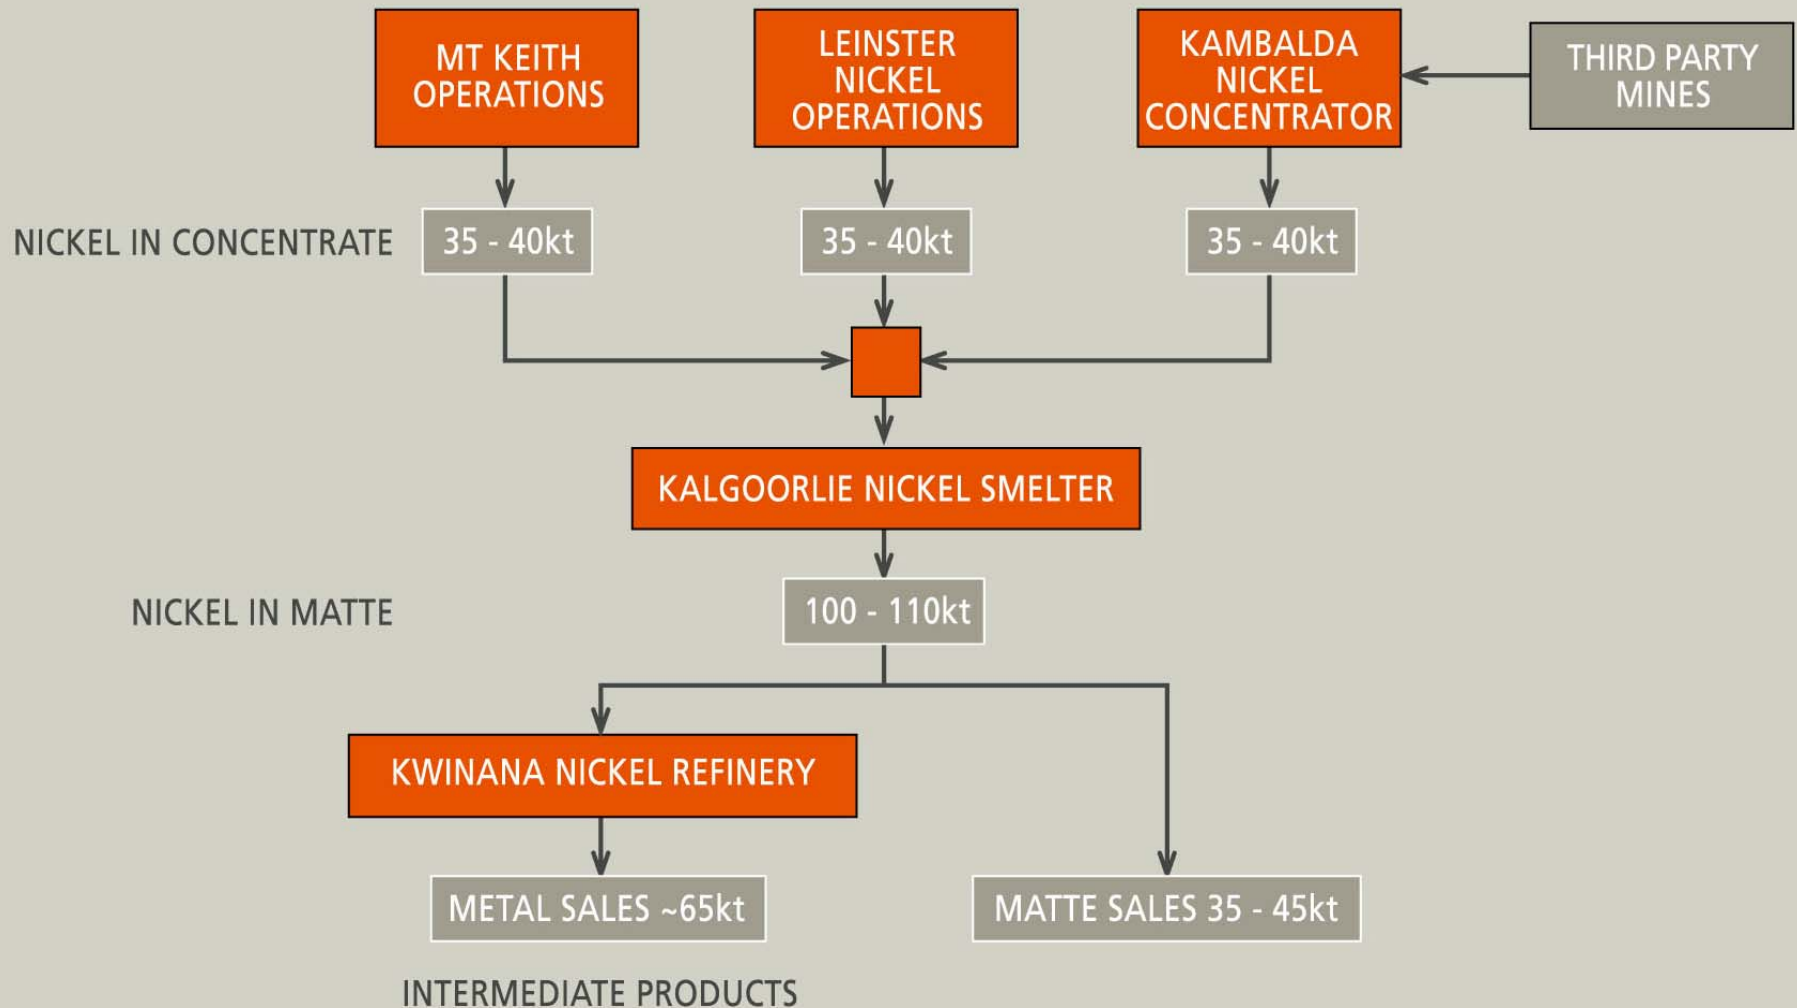 MT KEITH
OPERATIONS
LEINSTER
NICKEL
OPERATIONS
KAMBALDA
NICKEL
CONCENTRATOR
THIRD PARTY
MINES
NICKEL IN CONCENTRATE
35 - 40kt
35 - 40kt
35 - 40kt
KALGOORLIE NICKEL SMELTER
NICKEL IN MATTE
100 - 110kt
KWINANA NICKEL REFINERY
METAL SALES ~65kt
MATTE SALES 35 - 45kt
INTERMEDIATE PRODUCTS